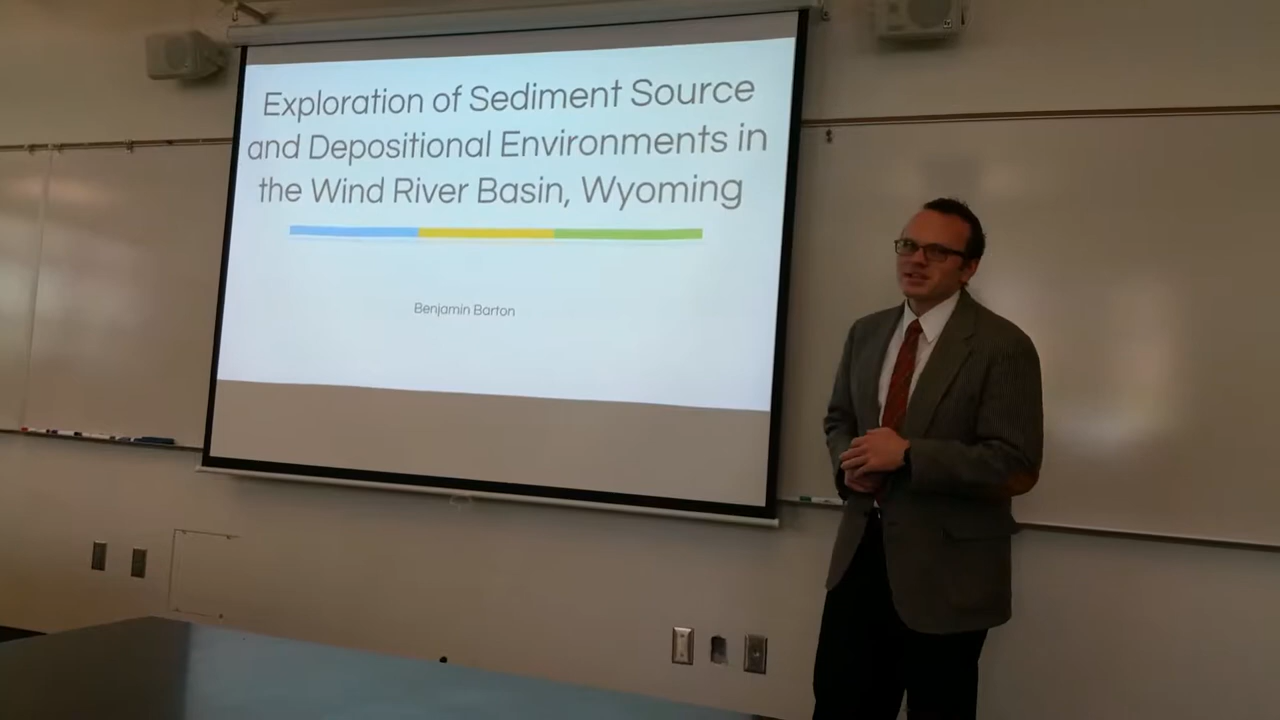 Exploration of Sediment Source
and Depositional Environments in
the Wind River Basin, Wyoming
Benjamin Barton